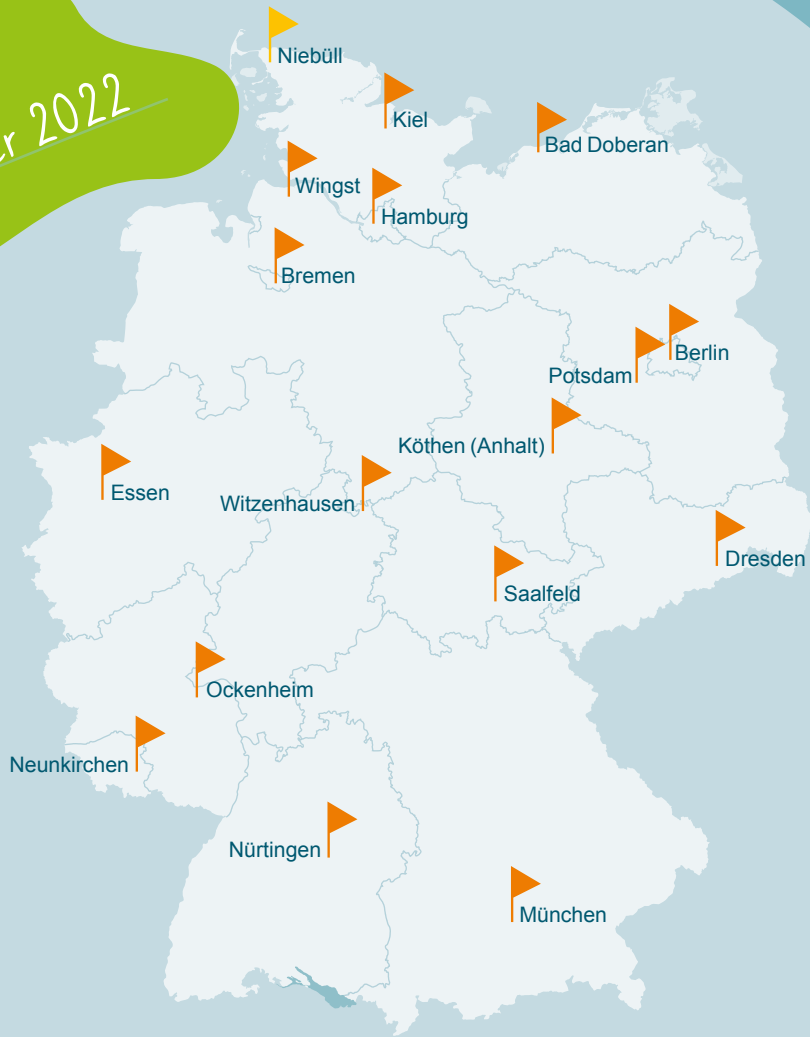 2022
Niebüll
Kiel
Bad Doberan
Wingst
Hamburg
Bremen
Berlin
Potsdam
Köthen (Anhalt)
Essen
Witzenhausen
Dresden
Saalfeld
Ockenheim
Neunkirchen
Nürtingen
München